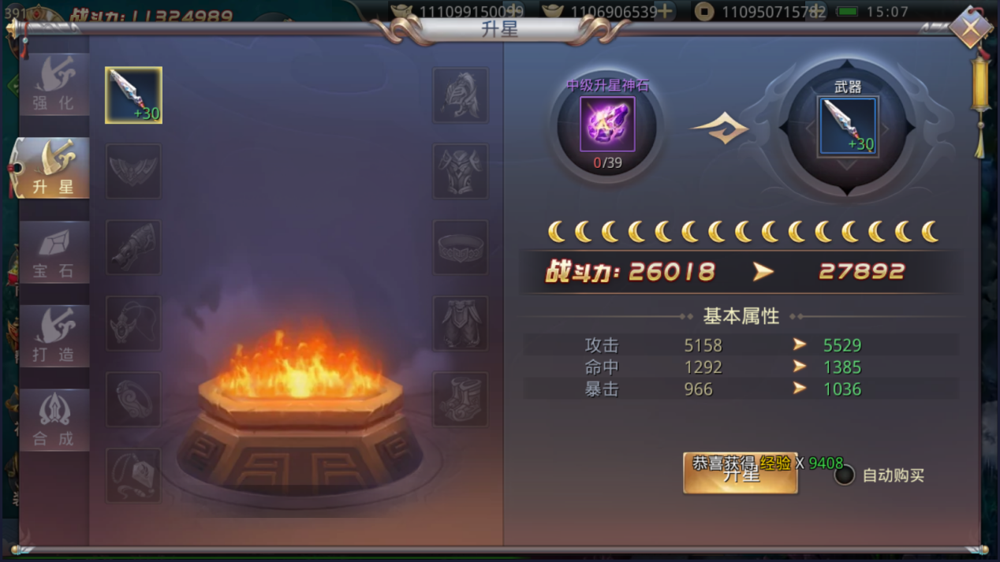 战斗力:11324989
111099150099
1106906539
110950715782
15:07
升星
强化
升星
宝石
打造
合成
+30
中级升星神石
0/39
武器
+30
战斗力:26018 27892
基本属性
攻击 5158 5529
命中 1292 1385
暴击 966 1036
恭喜获得 经验 X 9408
升星
自动购买